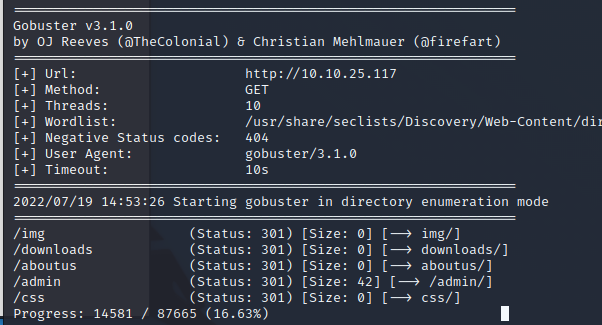 ===============================================================
Gobuster v3.1.0
by OJ Reeves (@TheColonial) & Christian Mehlmauer (@firefart)
===============================================================
[+] Url:                     http://10.10.25.117
[+] Method:                  GET
[+] Threads:                 10
[+] Wordlist:                /usr/share/seclists/Discovery/Web-Content/dir
[+] Negative Status codes:   404
[+] User Agent:              gobuster/3.1.0
[+] Timeout:                 10s
===============================================================
2022/07/19 14:53:26 Starting gobuster in directory enumeration mode
===============================================================
/img                  (Status: 301) [Size: 0] [--> img/]
/downloads            (Status: 301) [Size: 0] [--> downloads/]
/aboutus              (Status: 301) [Size: 0] [--> aboutus/]
/admin                (Status: 301) [Size: 42] [--> /admin/]
/css                  (Status: 301) [Size: 0] [--> css/]
Progress: 14581 / 87665 (16.63%)